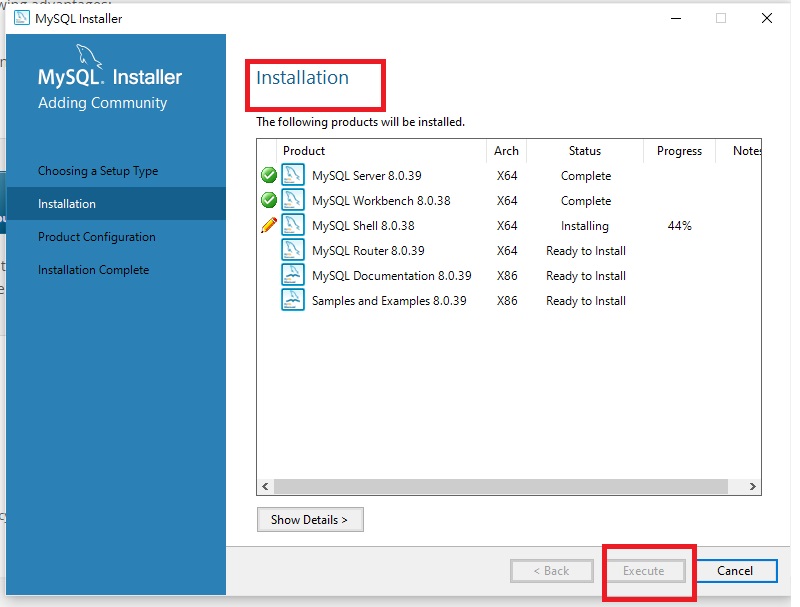 MySQL Installer
MySQL. Installer
Adding Community
Choosing a Setup Type
Installation
Product Configuration
Installation Complete
Installation
The following products will be installed.
Product Arch Status Progress Notes
MySQL Server 8.0.39 X64 Complete
MySQL Workbench 8.0.38 X64 Complete
MySQL Shell 8.0.38 X64 Installing 44%
MySQL Router 8.0.39 X64 Ready to Install
MySQL Documentation 8.0.39 X86 Ready to Install
Samples and Examples 8.0.39 X86 Ready to Install
Show Details >
< Back Execute Cancel